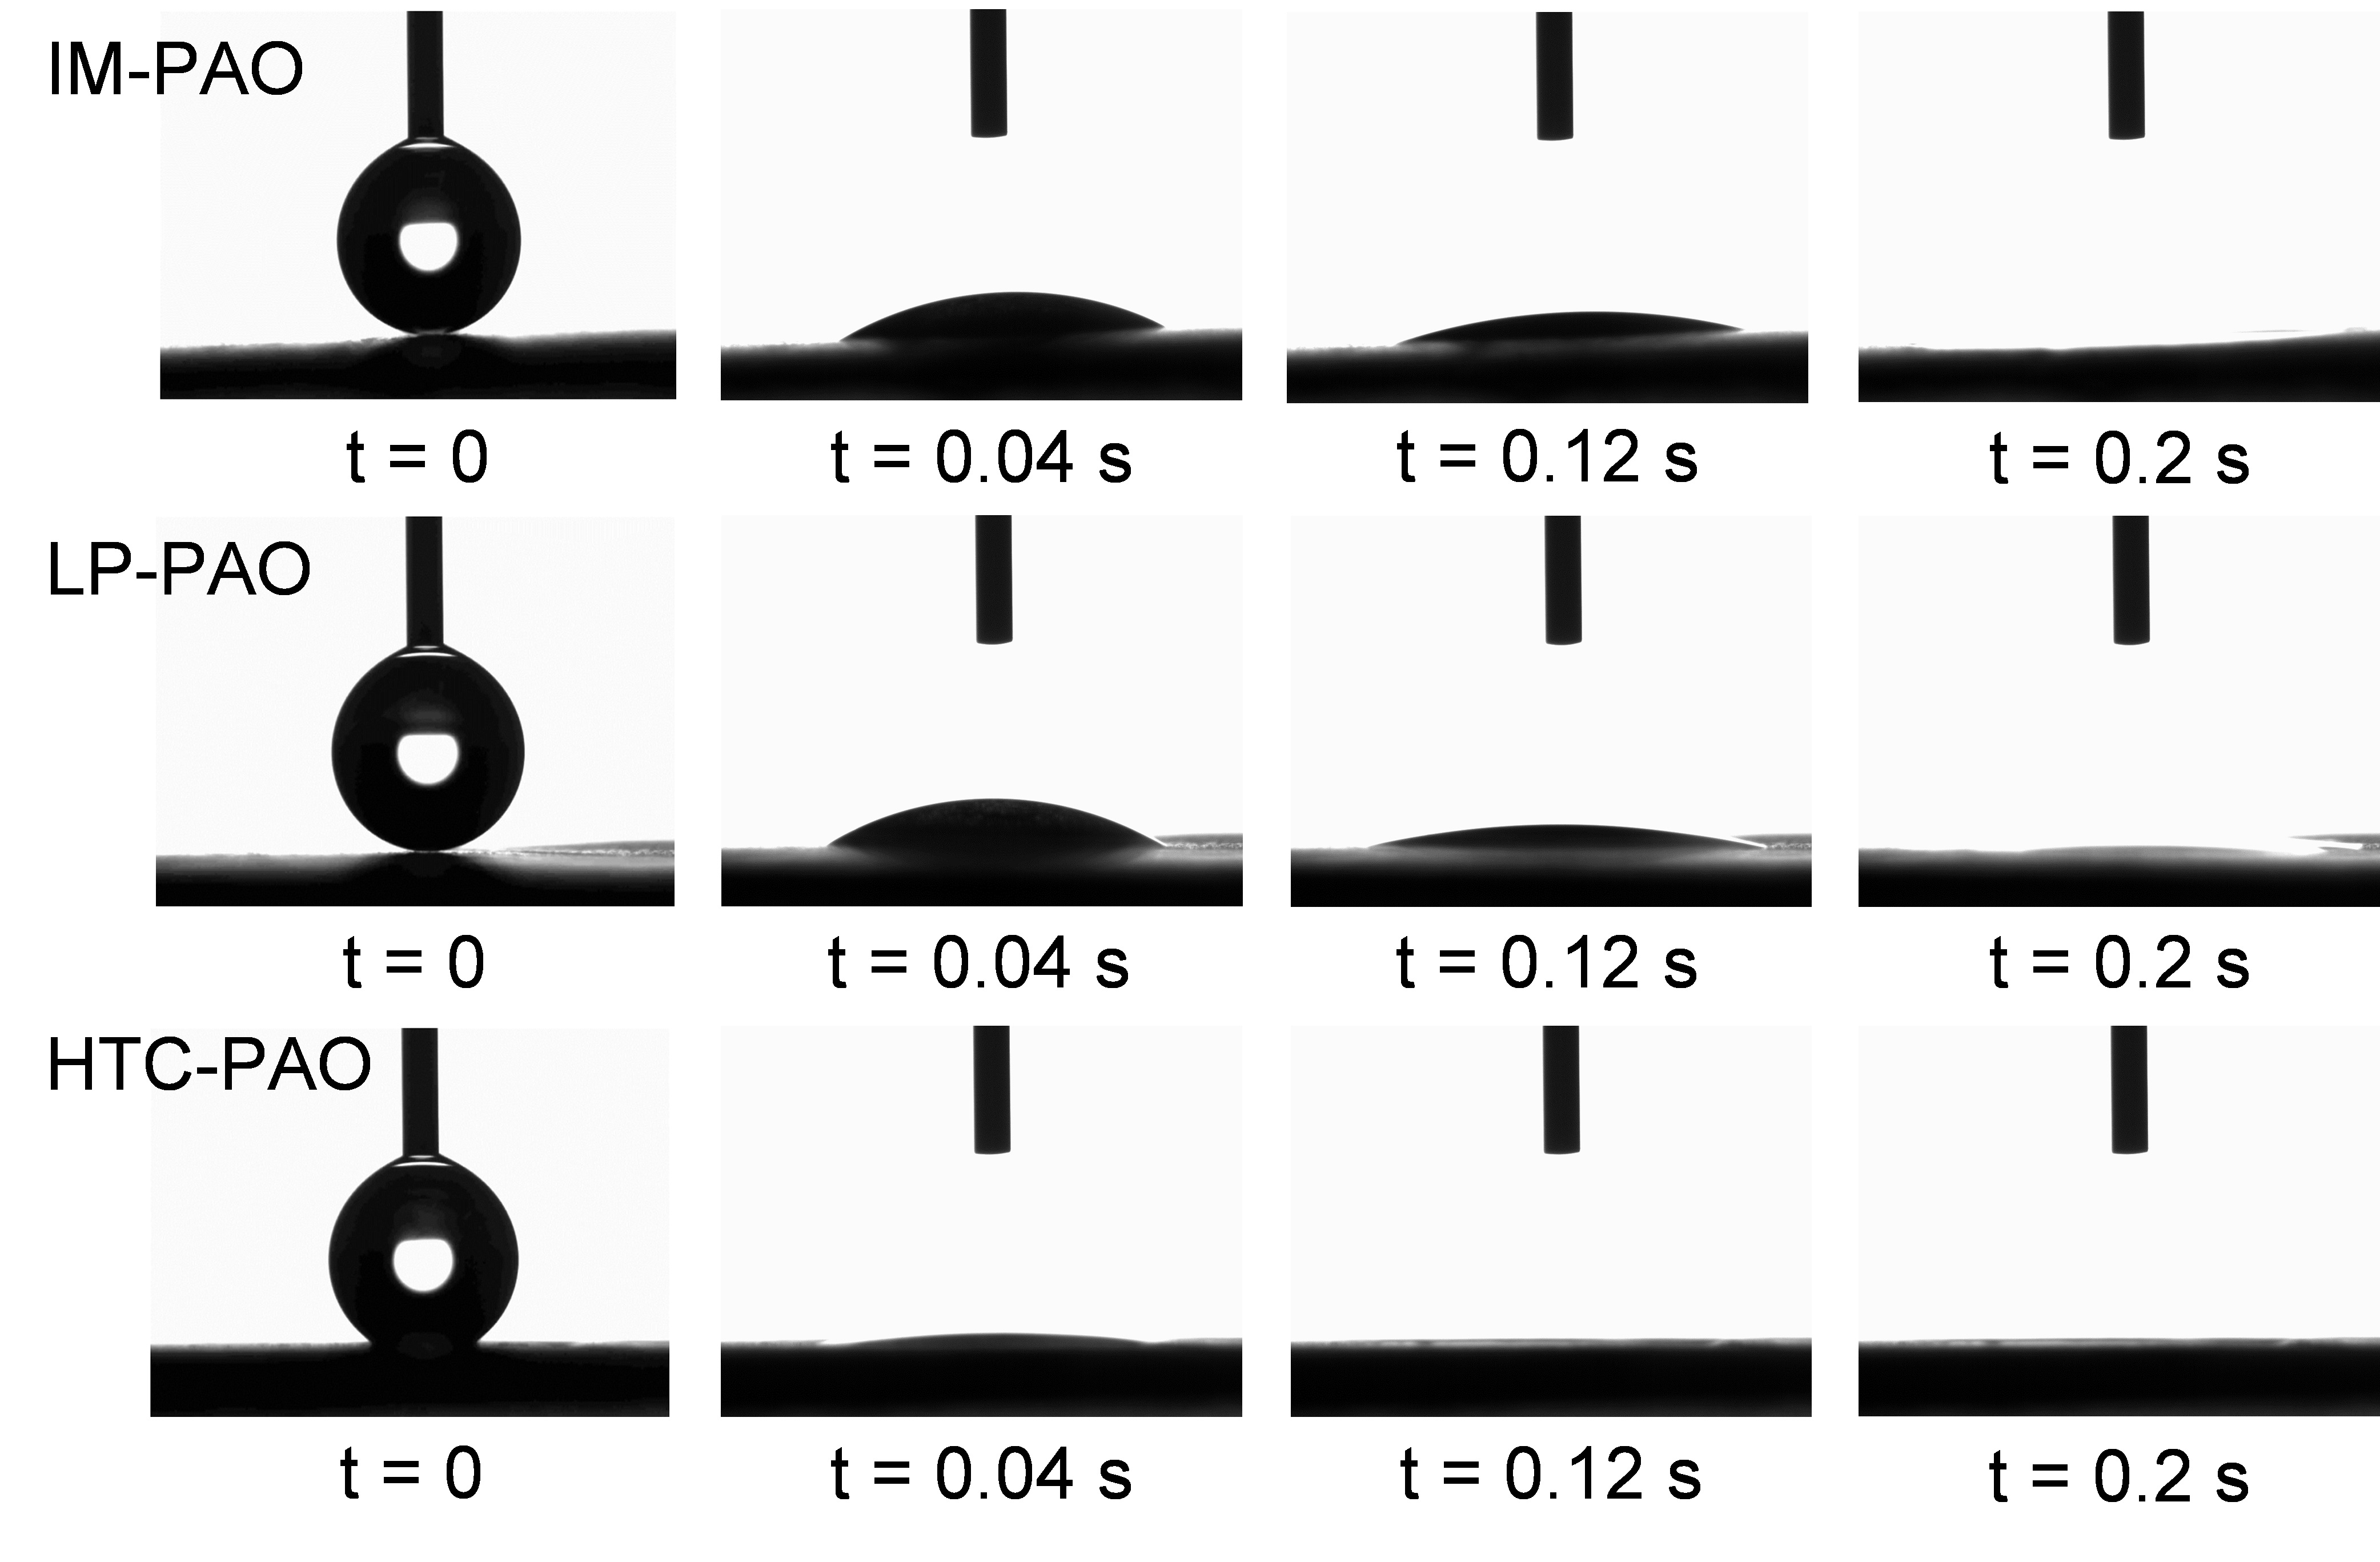 IM-PAO
t = 0
t = 0.04 s
t = 0.12 s
t = 0.2 s
LP-PAO
t = 0
t = 0.04 s
t = 0.12 s
t = 0.2 s
HTC-PAO
t = 0
t = 0.04 s
t = 0.12 s
t = 0.2 s